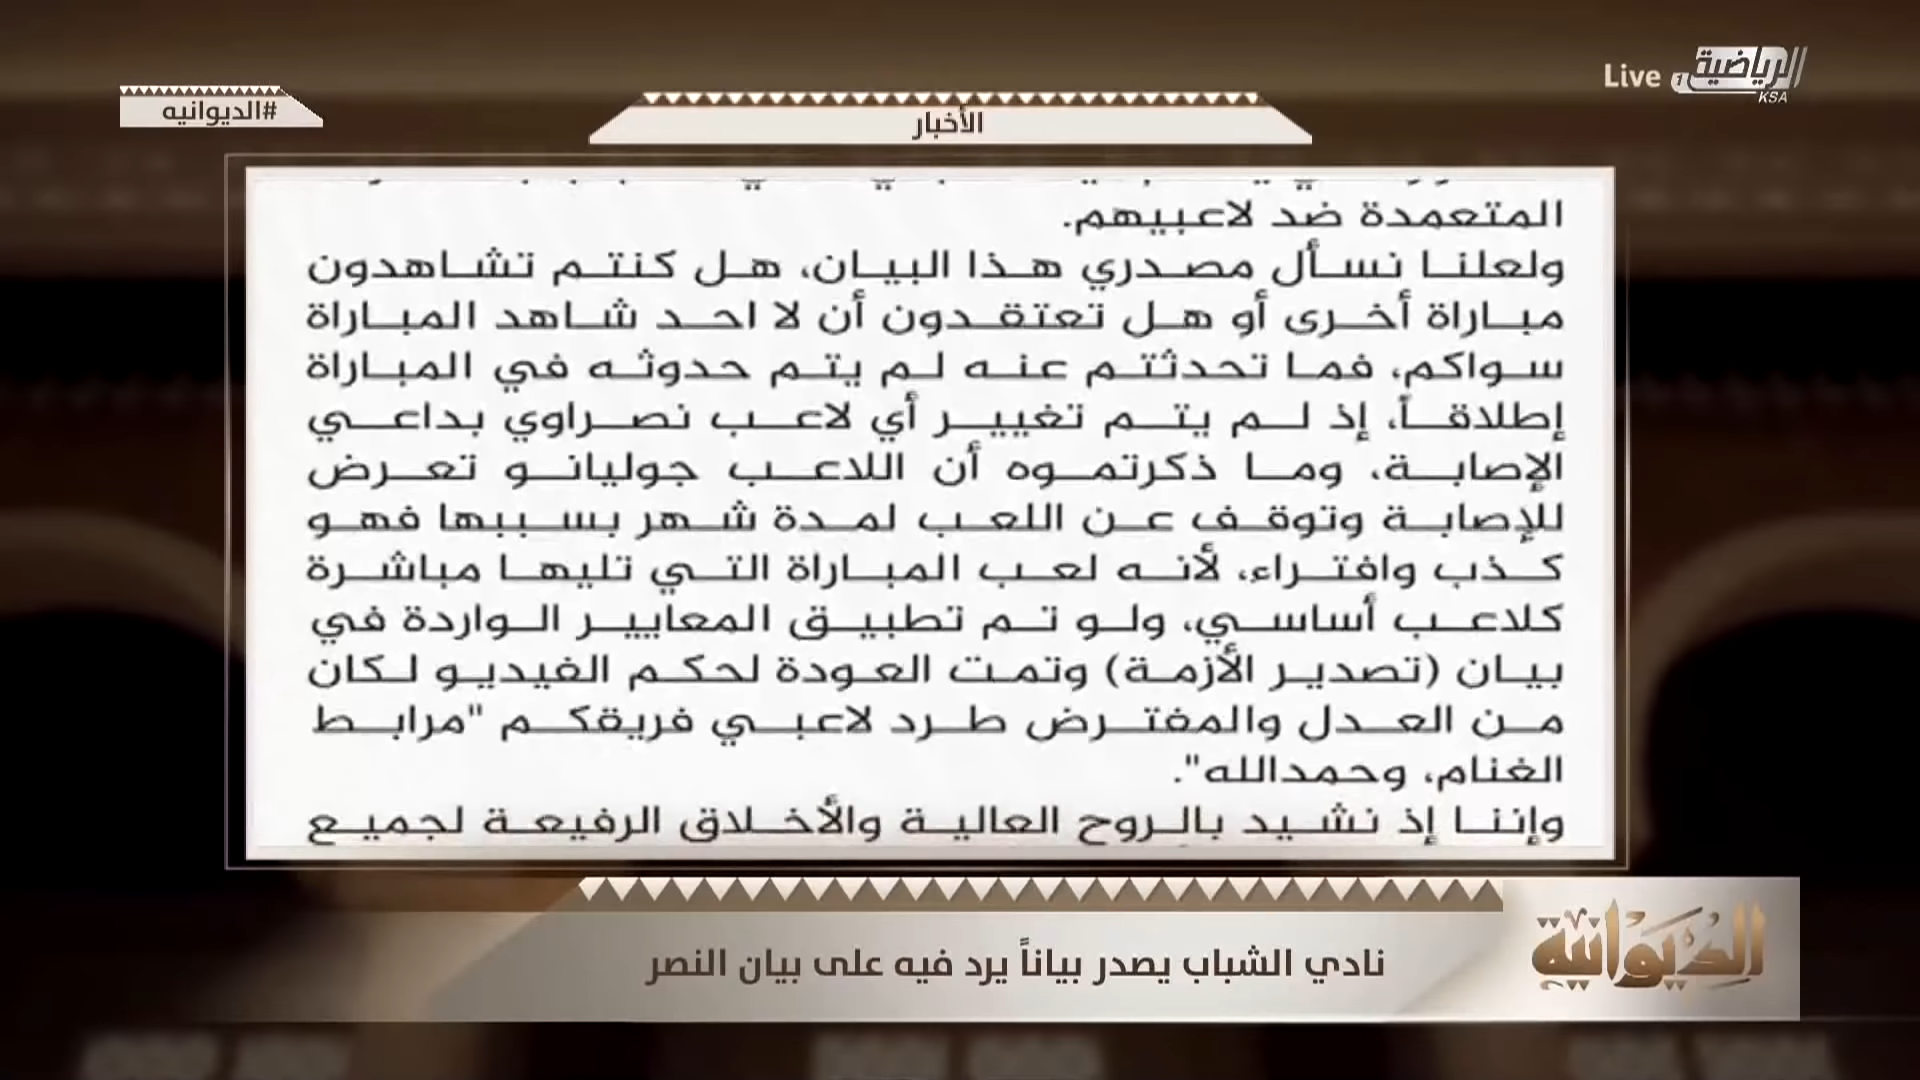 الرياضية 1
KSA
Live
#الديوانيه
الأخبار
المتعمدة ضد لاعبيهم.
ولعلنا نسأل مصدري هذا البيان، هل كنتم تشاهدون
مباراة أخرى أو هل تعتقدون أن لا احد شاهد المباراة
سواكم، فما تحدثتم عنه لم يتم حدوثه في المباراة
إطلاقاً، إذ لم يتم تغيير أي لاعب نصراوي بداعي
الإصابة، وما ذكرتموه أن اللاعب جوليانو تعرض
للإصابة وتوقف عن اللعب لمدة شهر بسببها فهو
كذب وافتراء، لأنه لعب المباراة التي تليها مباشرة
كلاعب أساسي، ولو تم تطبيق المعايير الواردة في
بيان (تصدير الأزمة) وتمت العودة لحكم الفيديو لكان
من العدل والمفترض طرد لاعبي فريقكم "مرابط
الغنام، وحمدالله".
وإننا إذ نشيد بالروح العالية والأخلاق الرفيعة لجميع
الديوانية
نادي الشباب يصدر بياناً يرد فيه على بيان النصر